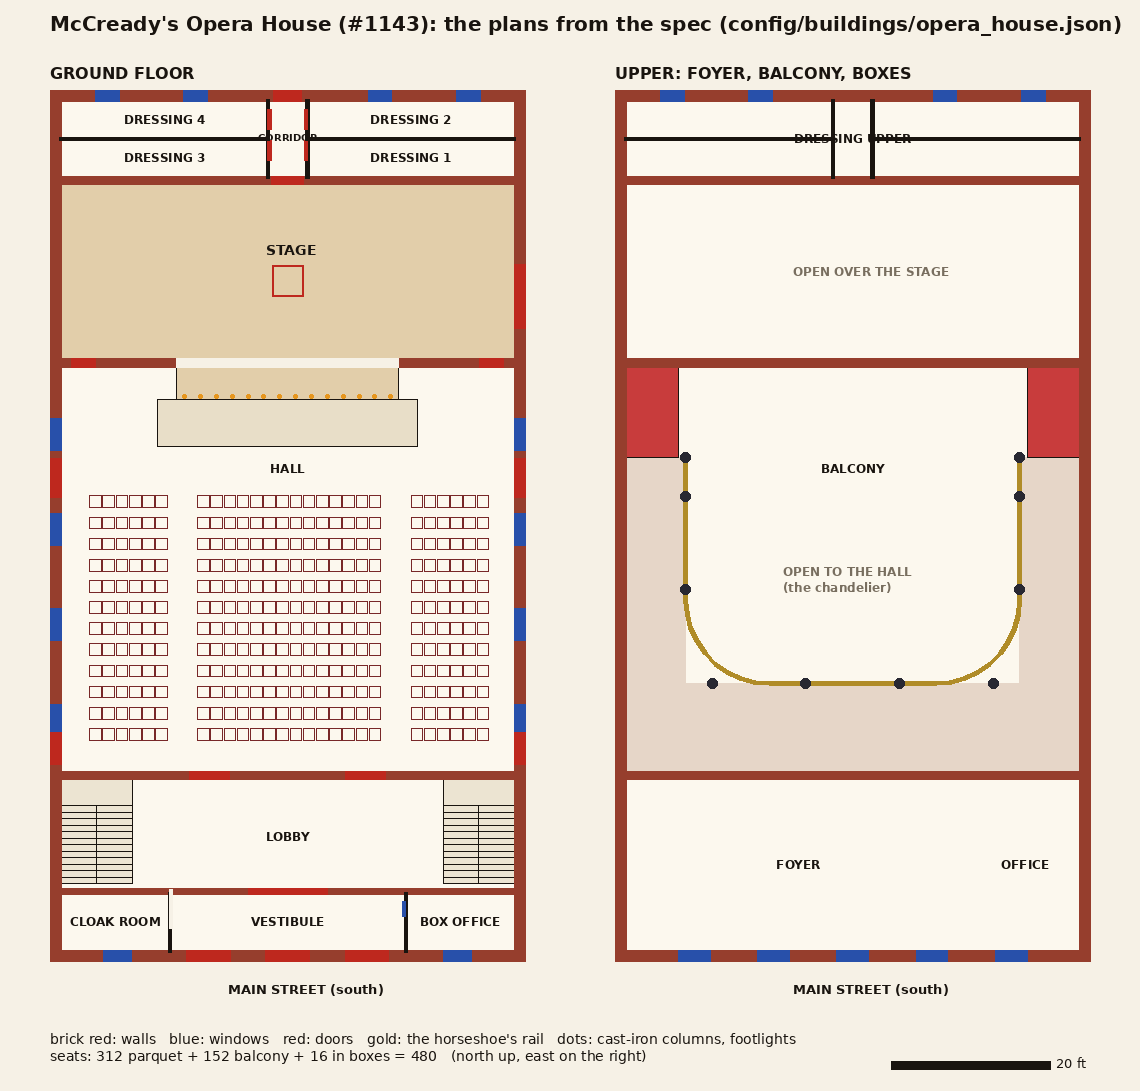 McCready's Opera House (#1143): the plans from the spec (config/buildings/opera_house.json)
GROUND FLOOR
DRESSING 4
DRESSING 2
CORRIDOR
DRESSING 3
DRESSING 1
STAGE
HALL
LOBBY
CLOAK ROOM
VESTIBULE
BOX OFFICE
MAIN STREET (south)
UPPER: FOYER, BALCONY, BOXES
DRESSING UPPER
OPEN OVER THE STAGE
BALCONY
OPEN TO THE HALL
(the chandelier)
FOYER
OFFICE
MAIN STREET (south)
brick red: walls   blue: windows   red: doors   gold: the horseshoe's rail   dots: cast-iron columns, footlights
seats: 312 parquet + 152 balcony + 16 in boxes = 480   (north up, east on the right)
20 ft